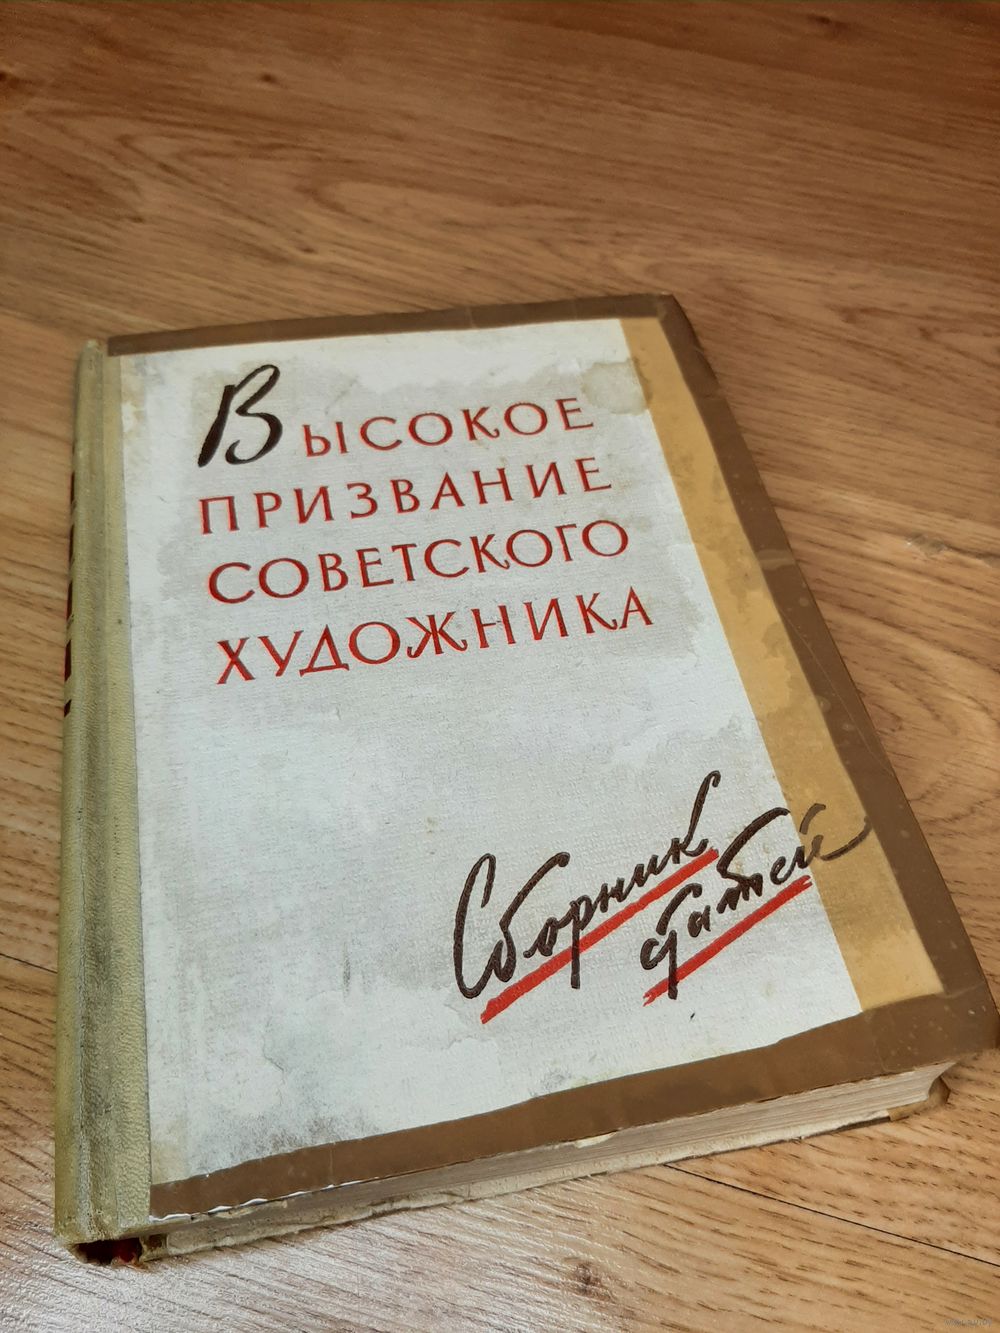 Высокое
призвание
советского
художника
Сборник
статей